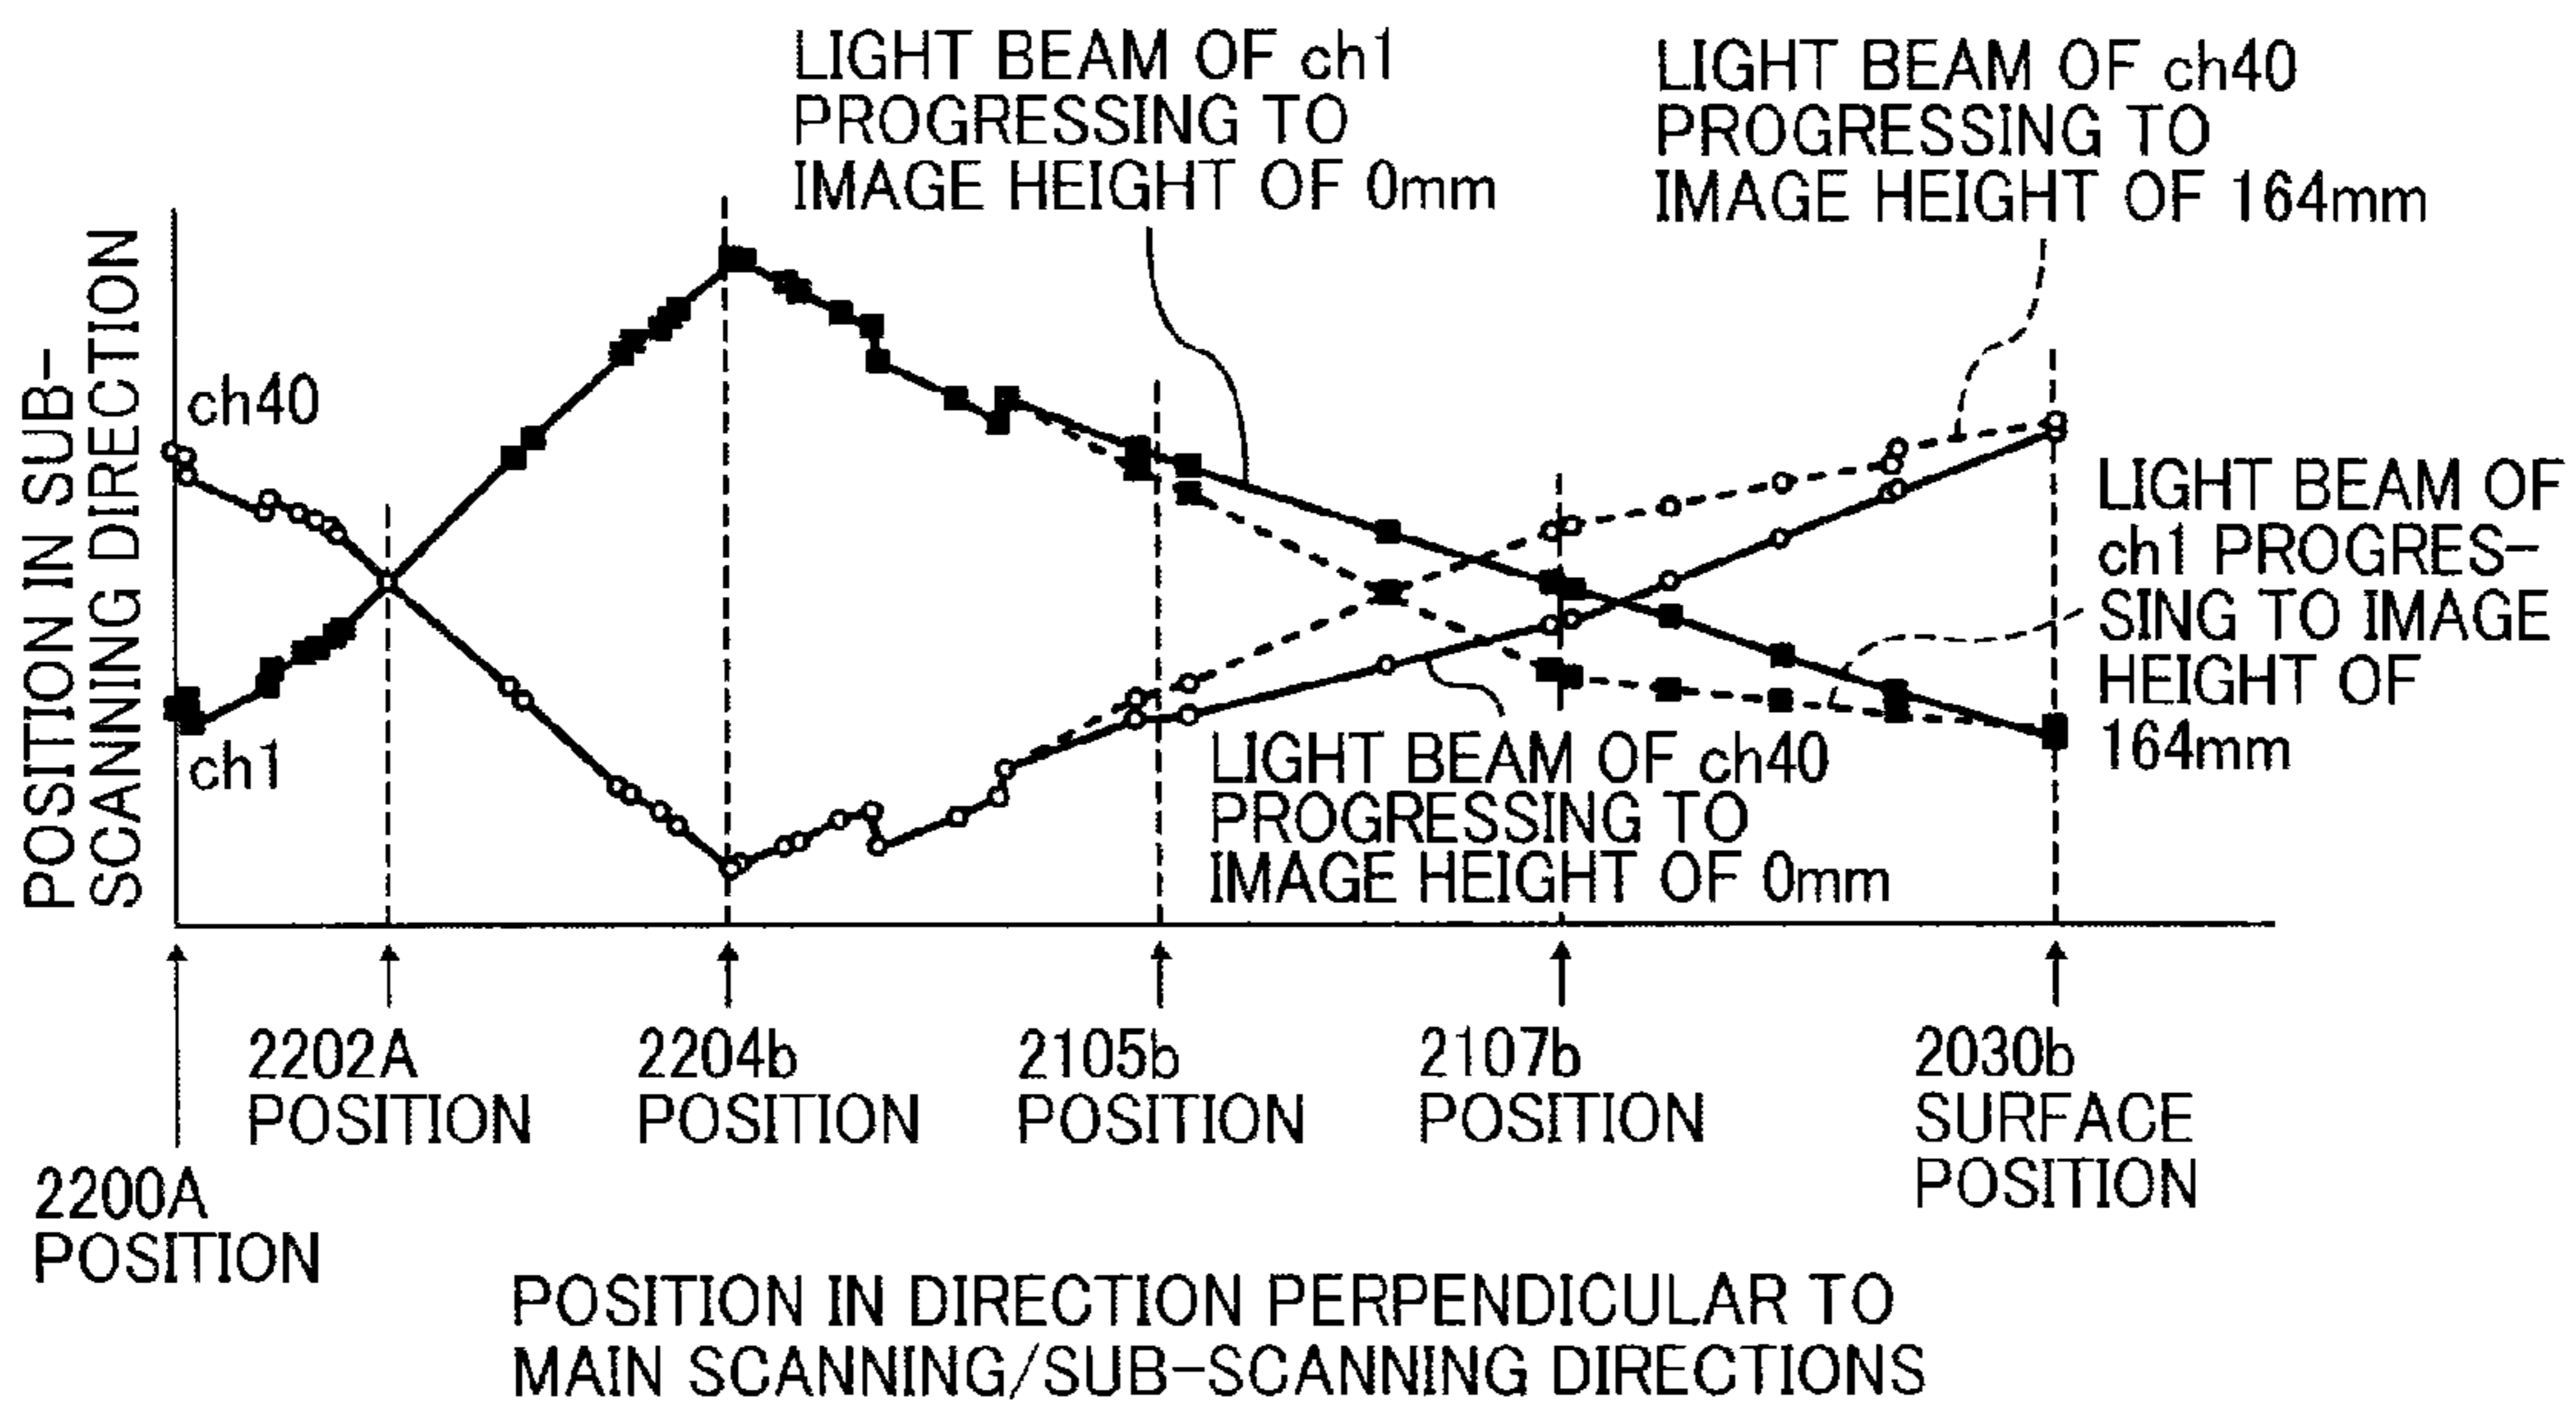 LIGHT BEAM OF ch1
PROGRESSING TO
IMAGE HEIGHT OF 0mm
LIGHT BEAM OF ch40
PROGRESSING TO
IMAGE HEIGHT OF 164mm
POSITION IN SUB-
SCANNING DIRECTION
ch40
ch1
LIGHT BEAM OF
ch1 PROGRES-
SING TO IMAGE
HEIGHT OF
164mm
LIGHT BEAM OF ch40
PROGRESSING TO
IMAGE HEIGHT OF 0mm
2200A
POSITION
2202A
POSITION
2204b
POSITION
2105b
POSITION
2107b
POSITION
2030b
SURFACE
POSITION
POSITION IN DIRECTION PERPENDICULAR TO
MAIN SCANNING/SUB-SCANNING DIRECTIONS